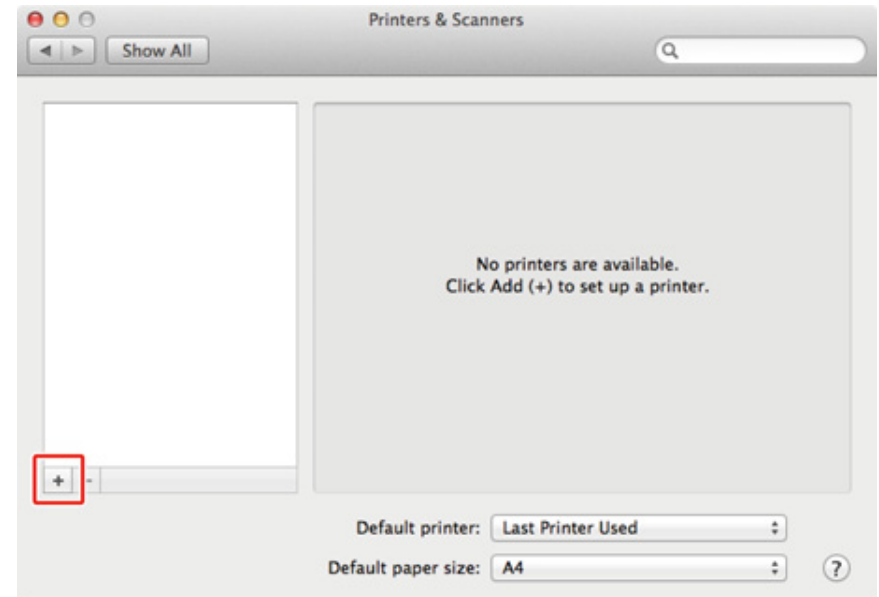 Printers & Scanners
Show All
No printers are available.
Click Add (+) to set up a printer.
+ -
Default printer: Last Printer Used
Default paper size: A4 ?